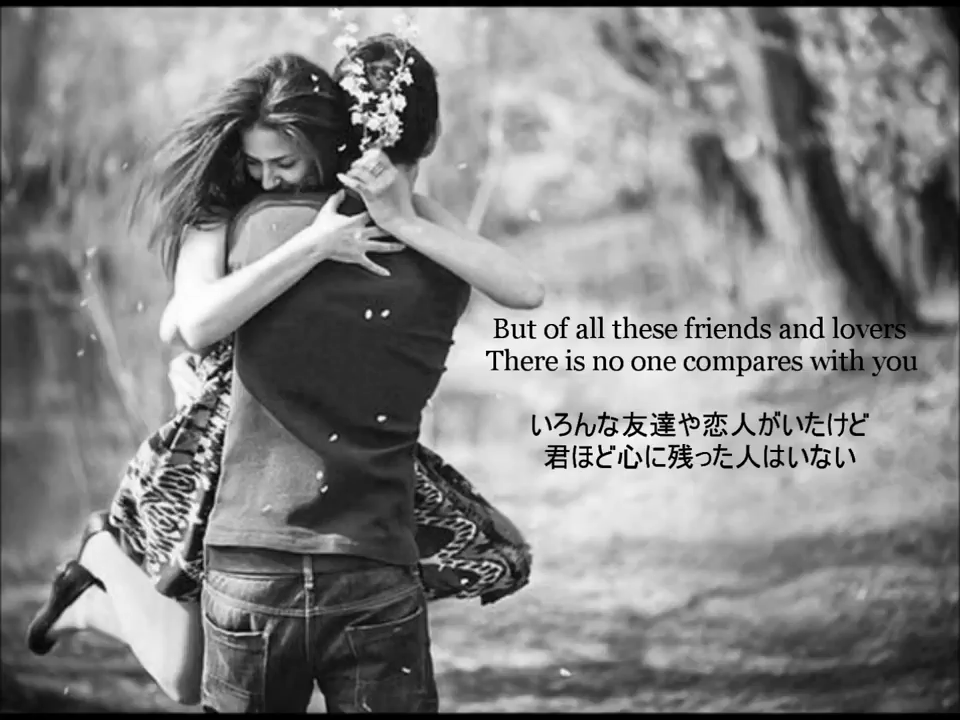 But of all these friends and lovers
There is no one compares with you
いろんな友達や恋人がいたけど
君ほど心に残った人はいない